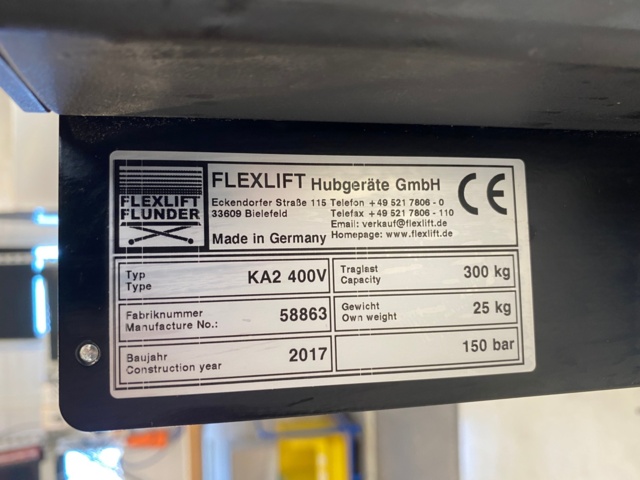 FLEXLIFT
FLUNDER
FLEXLIFT Hubgeräte GmbH
Eckendorfer Straße 115 Telefon +49 521 7806 - 0
33609 Bielefeld Telefax +49 521 7806 - 110
Email: verkauf@flexlift.de
Made in Germany Homepage: www.flexlift.de
CE
Typ
Type KA2 400V
Traglast
Capacity 300 kg
Fabriknummer
Manufacture No.: 58863
Gewicht
Own weight 25 kg
Baujahr
Construction year 2017
150 bar